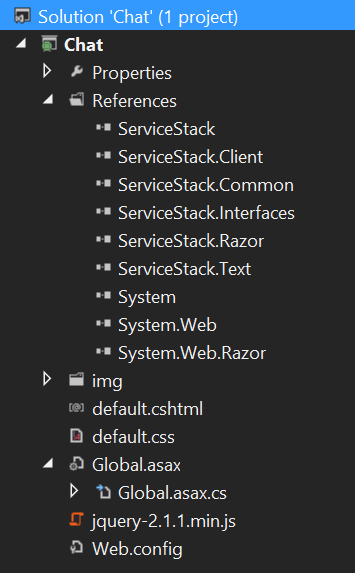 Solution 'Chat' (1 project)
Chat
Properties
References
ServiceStack
ServiceStack.Client
ServiceStack.Common
ServiceStack.Interfaces
ServiceStack.Razor
ServiceStack.Text
System
System.Web
System.Web.Razor
img
default.cshtml
default.css
Global.asax
Global.asax.cs
jquery-2.1.1.min.js
Web.config